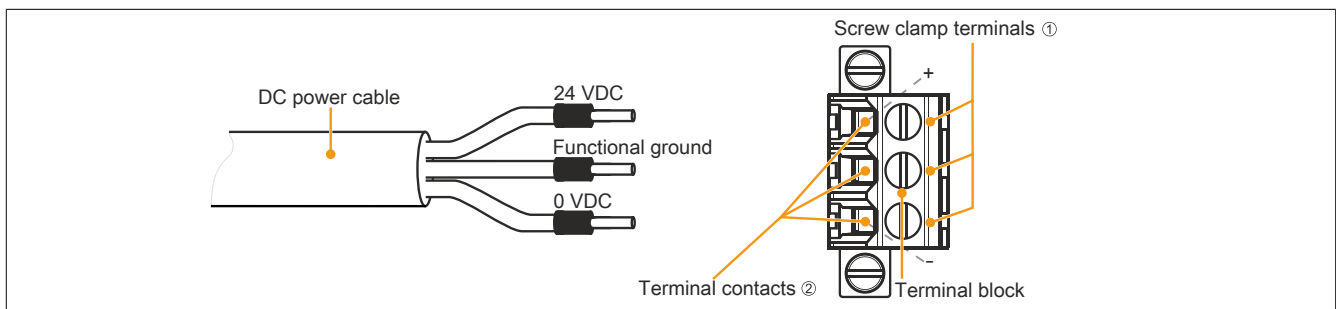 Screw clamp terminals ①
+
24 VDC
DC power cable
Functional ground
0 VDC
-
Terminal contacts ②
Terminal block